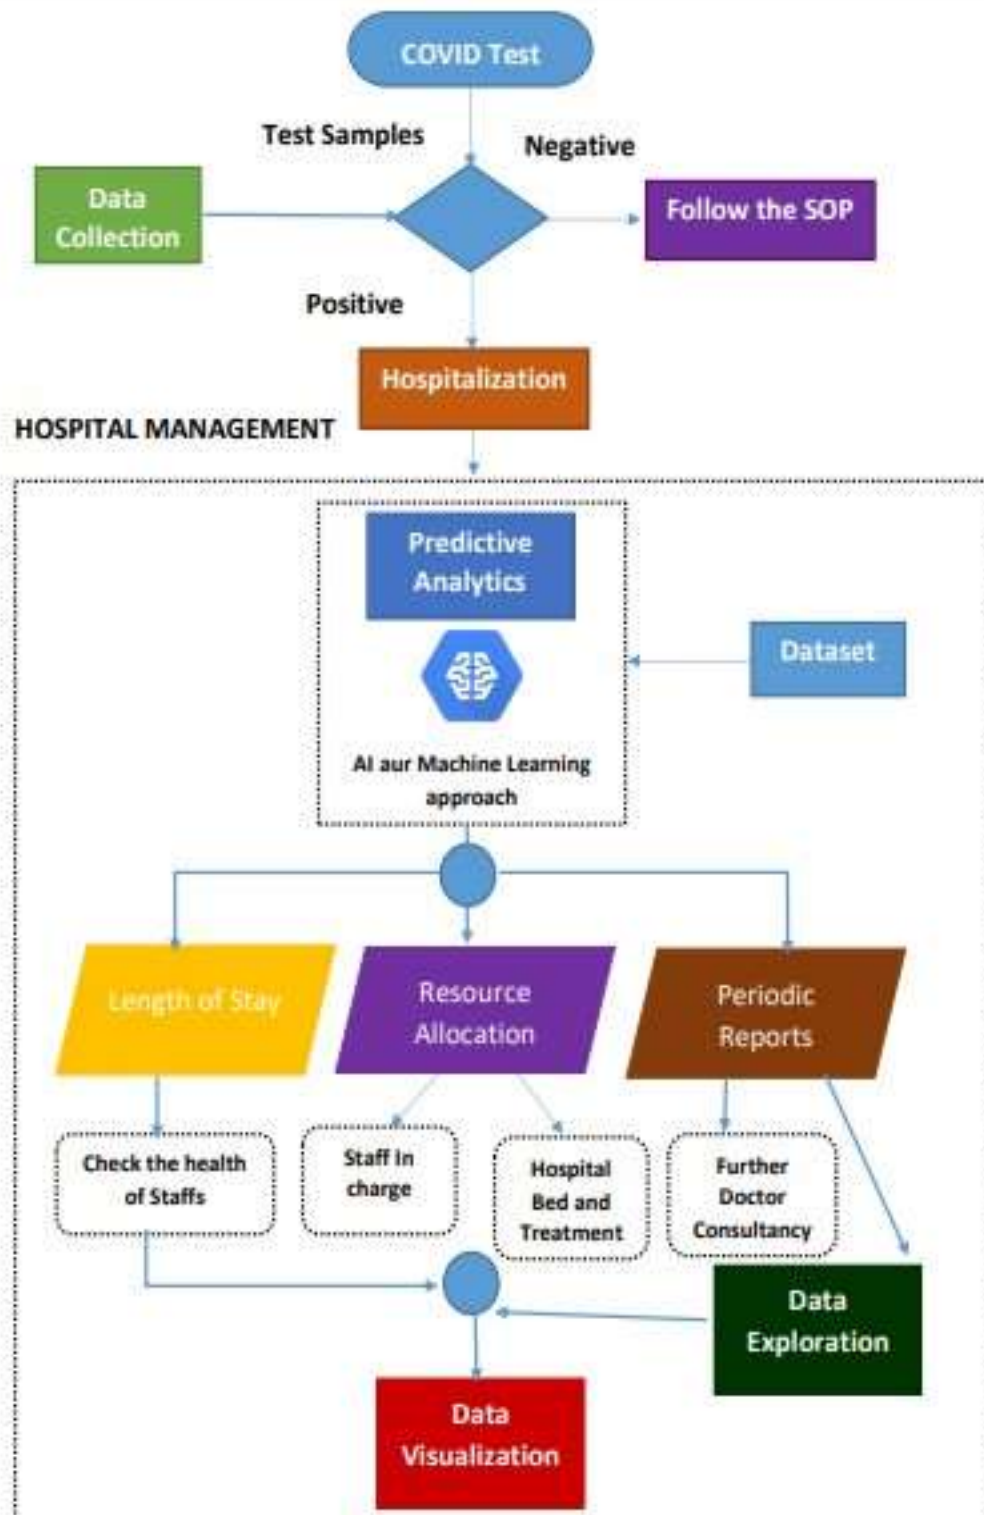 COVID Test
Test Samples
Negative
Data
Collection
Follow the SOP
Positive
Hospitalization
HOSPITAL MANAGEMENT
Predictive
Analytics
Dataset
AI aur Machine Learning
approach
Length of Stay
Resource
Allocation
Periodic
Reports
Check the health
of Staffs
Staff In
charge
Hospital
Bed and
Treatment
Further
Doctor
Consultancy
Data
Exploration
Data
Visualization